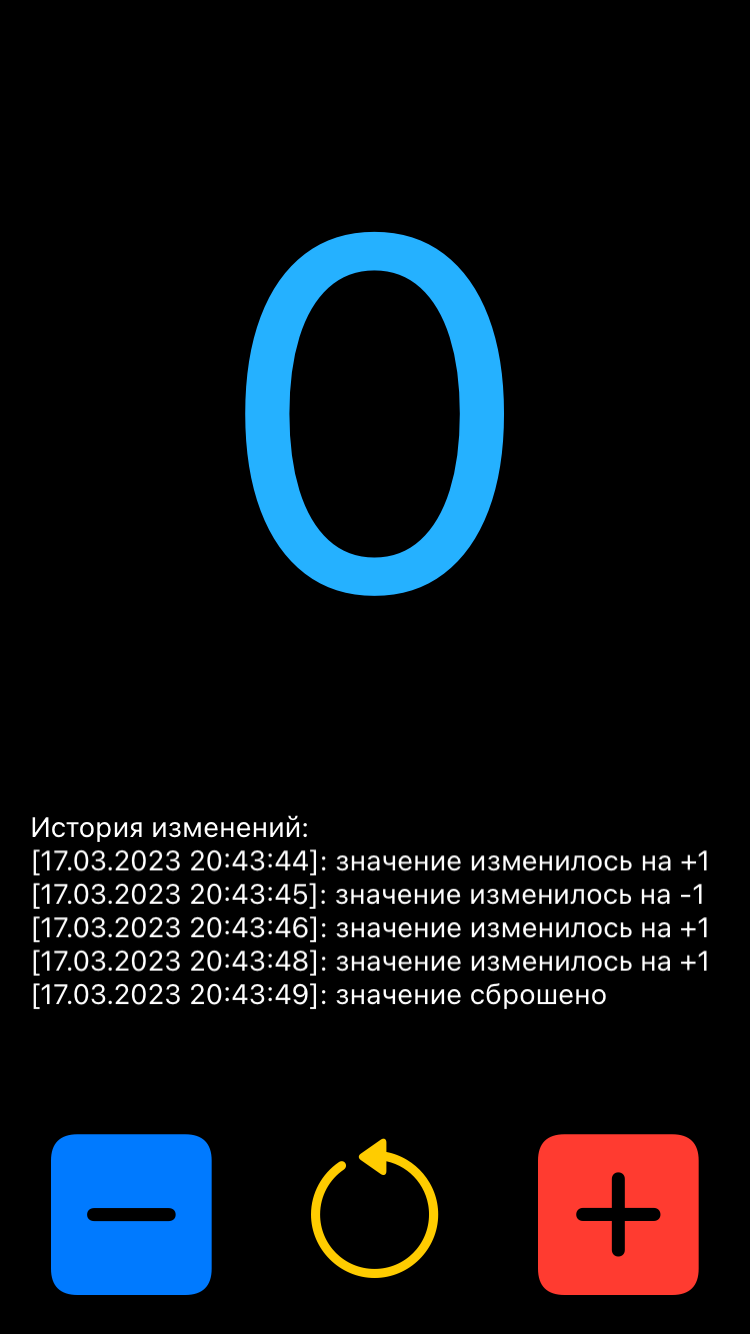 0
История изменений:
[17.03.2023 20:43:44]: значение изменилось на +1
[17.03.2023 20:43:45]: значение изменилось на -1
[17.03.2023 20:43:46]: значение изменилось на +1
[17.03.2023 20:43:48]: значение изменилось на +1
[17.03.2023 20:43:49]: значение сброшено